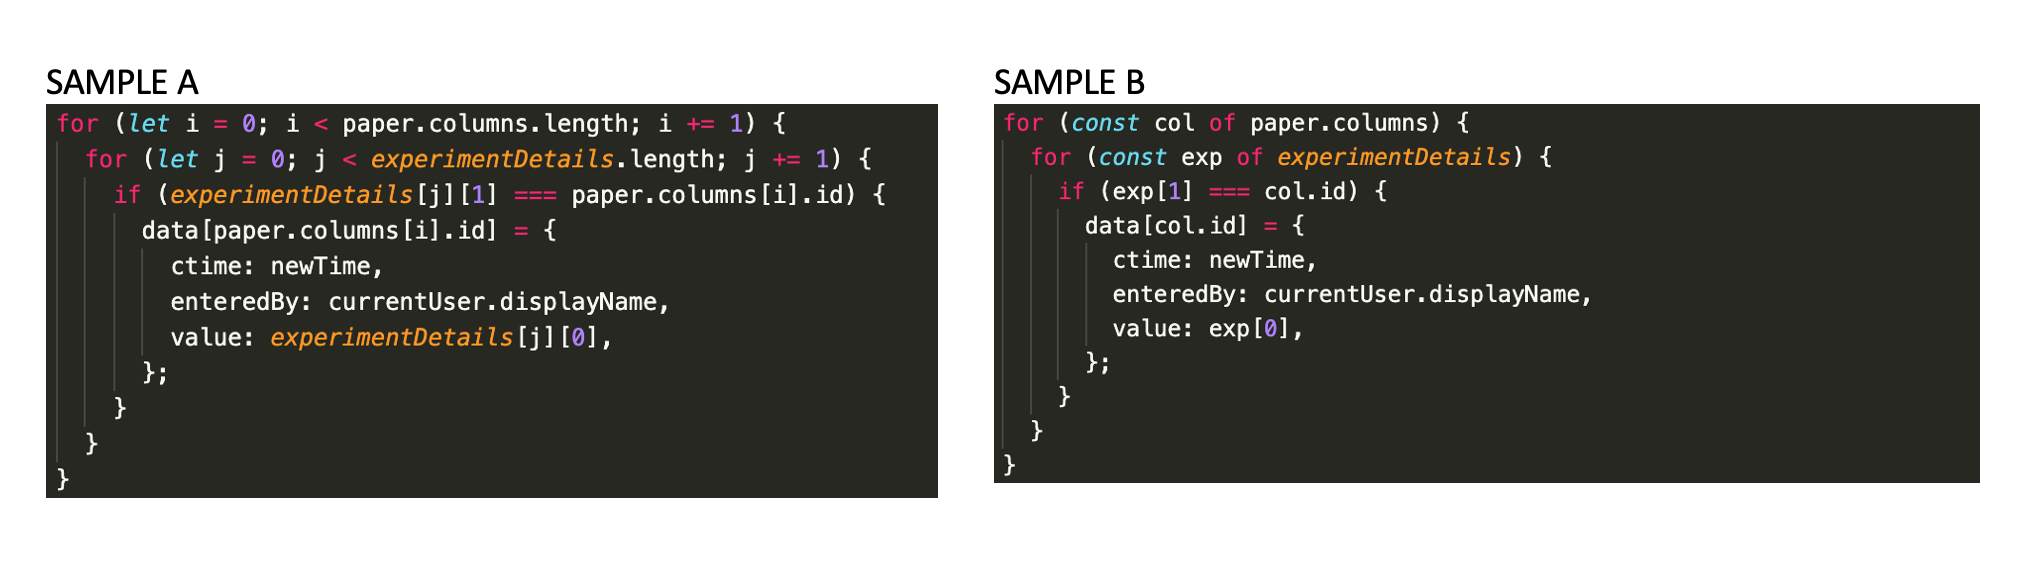 SAMPLE A
for (let i = 0; i < paper.columns.length; i += 1) {
  for (let j = 0; j < experimentDetails.length; j += 1) {
    if (experimentDetails[j][1] === paper.columns[i].id) {
      data[paper.columns[i].id] = {
        ctime: newTime,
        enteredBy: currentUser.displayName,
        value: experimentDetails[j][0],
      };
    }
  }
}
SAMPLE B
for (const col of paper.columns) {
  for (const exp of experimentDetails) {
    if (exp[1] === col.id) {
      data[col.id] = {
        ctime: newTime,
        enteredBy: currentUser.displayName,
        value: exp[0],
      };
    }
  }
}